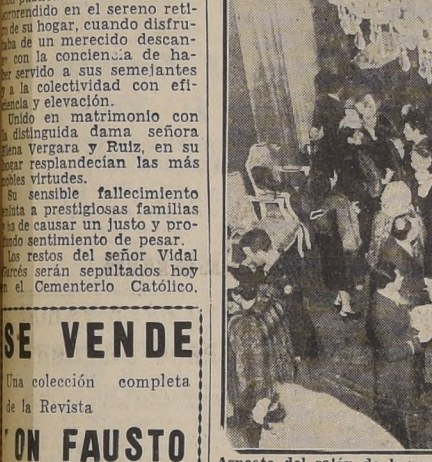 sorprendido en el sereno reti-
ro de su hogar, cuando disfru-
taba de un merecido descan-
con la conciencia de ha-
ber servido a sus semejantes
y a la colectividad con efi-
ciencia y elevación.
Unido en matrimonio con
la distinguida dama señora
Elena Vergara y Ruiz, en su
hogar resplandecían las más
nobles virtudes.
Su sensible fallecimiento
enluta a prestigiosas familias
y ha de causar un justo y pro-
fundo sentimiento de pesar.
Los restos del señor Vidal
Garcés serán sepultados hoy
en el Cementerio Católico.
SE VENDE
Una colección completa
de la Revista
ON FAUSTO